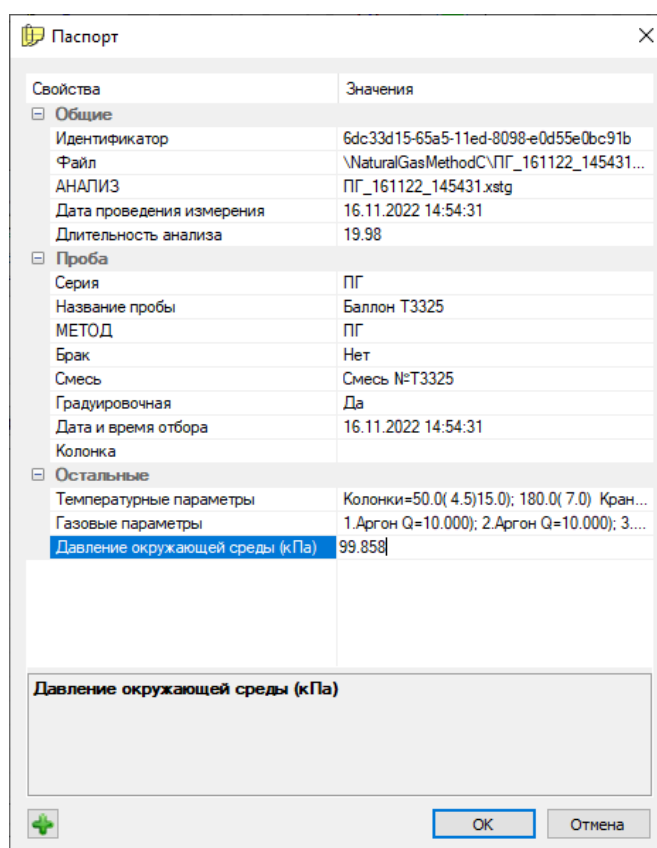 Паспорт
Свойства Значения
Общие
Идентификатор 6dc33d15-65a5-11ed-8098-e0d55e0bc91b
Файл \NaturalGasMethodC\ПГ_161122_145431...
АНАЛИЗ ПГ_161122_145431.xstg
Дата проведения измерения 16.11.2022 14:54:31
Длительность анализа 19.98
Проба
Серия ПГ
Название пробы Баллон Т3325
МЕТОД ПГ
Брак Нет
Смесь Смесь №Т3325
Градуировочная Да
Дата и время отбора 16.11.2022 14:54:31
Колонка
Остальные
Температурные параметры Колонки=50.0( 4.5)15.0); 180.0( 7.0) Кран...
Газовые параметры 1.Аргон Q=10.000); 2.Аргон Q=10.000); 3....
Давление окружающей среды (кПа) 99.858
Давление окружающей среды (кПа)
OK Отмена